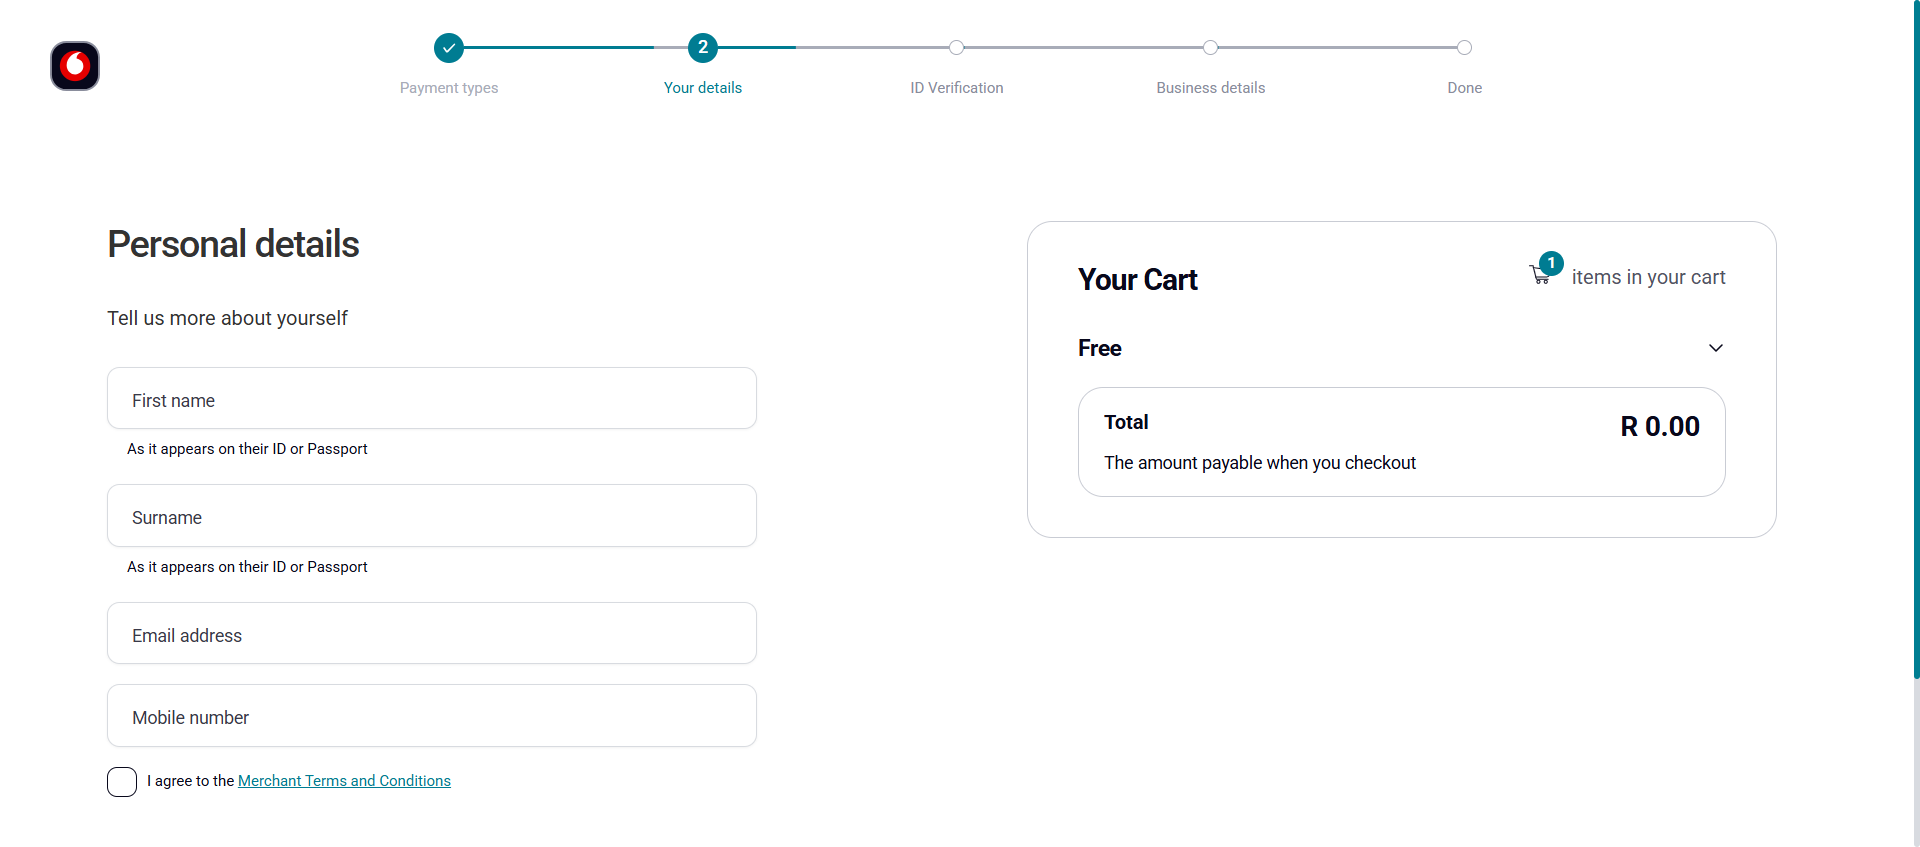 2
Payment types
Your details
ID Verification
Business details
Done
Personal details
Tell us more about yourself
First name
As it appears on their ID or Passport
Surname
As it appears on their ID or Passport
Email address
Mobile number
I agree to the Merchant Terms and Conditions
Your Cart
1
items in your cart
Free
Total
R 0.00
The amount payable when you checkout